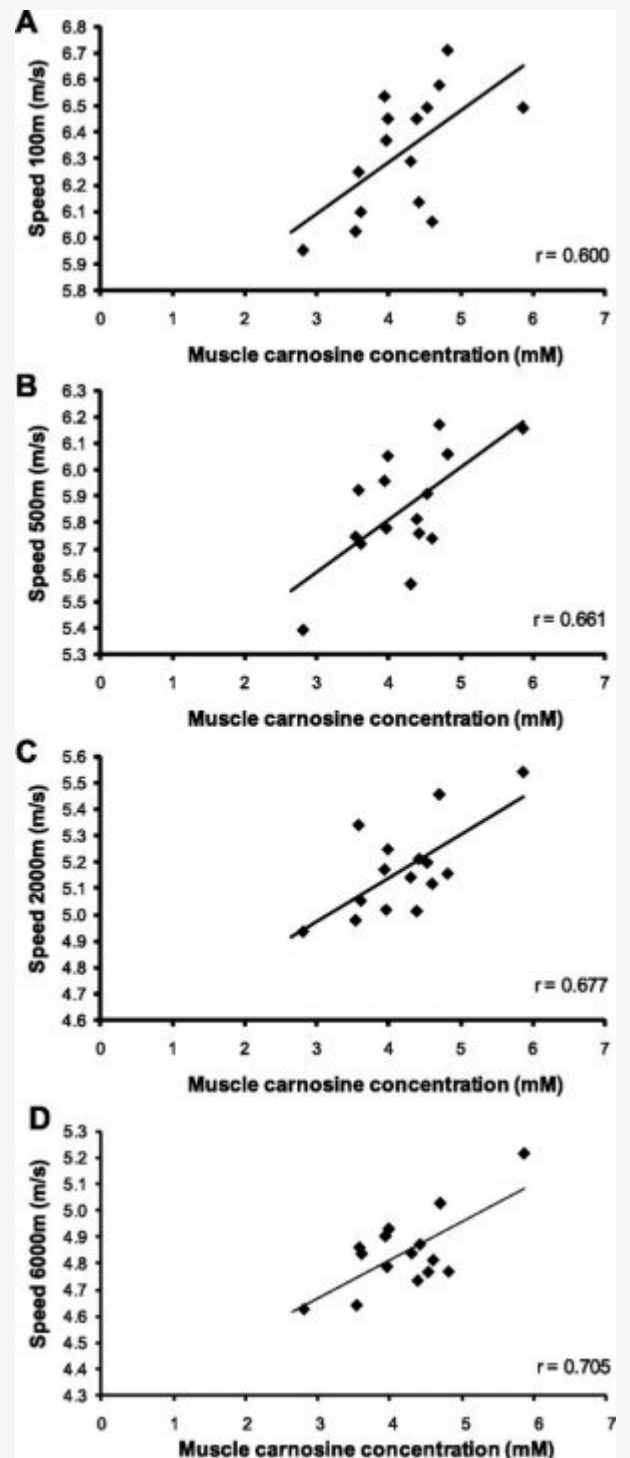 A
6.8
6.7
6.6
6.5
6.4
6.3
6.2
6.1
6.0
5.9
5.8
Speed 100m (m/s)
r = 0.600
0 1 2 3 4 5 6 7
Muscle carnosine concentration (mM)
B
6.3
6.2
6.1
6.0
5.9
5.8
5.7
5.6
5.5
5.4
5.3
Speed 500m (m/s)
r = 0.661
0 1 2 3 4 5 6 7
Muscle carnosine concentration (mM)
C
5.6
5.5
5.4
5.3
5.2
5.1
5.0
4.9
4.8
4.7
4.6
Speed 2000m (m/s)
r = 0.677
0 1 2 3 4 5 6 7
Muscle carnosine concentration (mM)
D
5.3
5.2
5.1
5.0
4.9
4.8
4.7
4.6
4.5
4.4
4.3
Speed 6000m (m/s)
r = 0.705
0 1 2 3 4 5 6 7
Muscle carnosine concentration (mM)